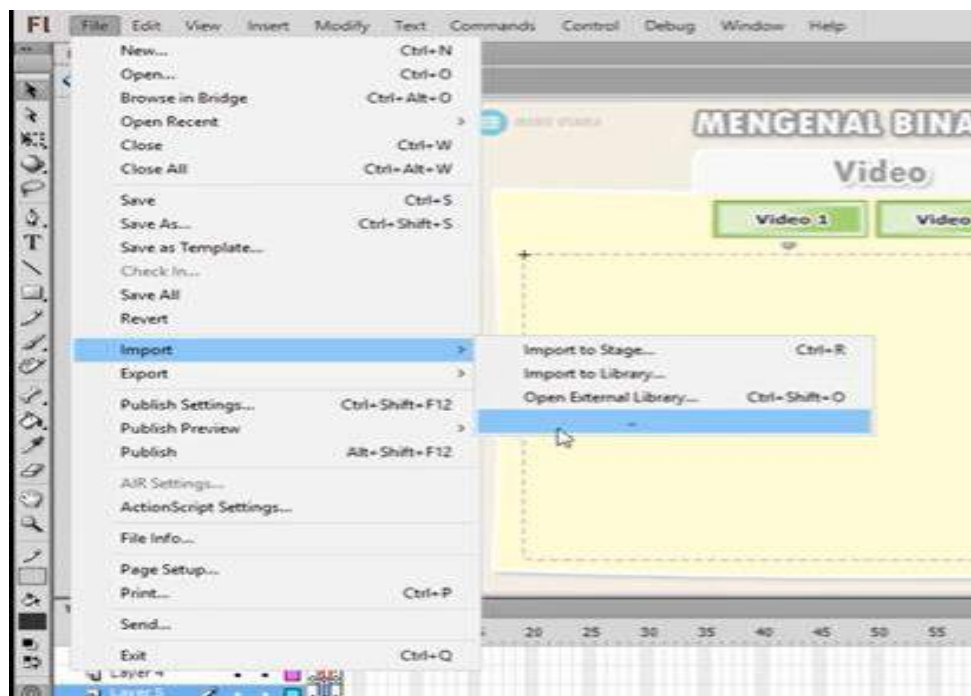 Fl File Edit View Insert Modify Text Commands Control Debug Window Help
New... Ctrl+N
Open... Ctrl+O
Browse in Bridge Ctrl+Alt+O
Open Recent
Close Ctrl+W
Close All Ctrl+Alt+W
Save Ctrl+S
Save As... Ctrl+Shift+S
Save as Template...
Check In...
Save All
Revert
Import
Export
Publish Settings... Ctrl+Shift+F12
Publish Preview
Publish Alt+Shift+F12
AIR Settings...
ActionScript Settings...
File Info...
Page Setup...
Print... Ctrl+P
Send...
Exit Ctrl+Q
Import to Stage... Ctrl+R
Import to Library...
Open External Library... Ctrl+Shift+O
MENU UTAMA
MENGENAL BINA
Video
Video 1 Video
20 25 30 35 40 45 50 55
Layer 4
Layer 5